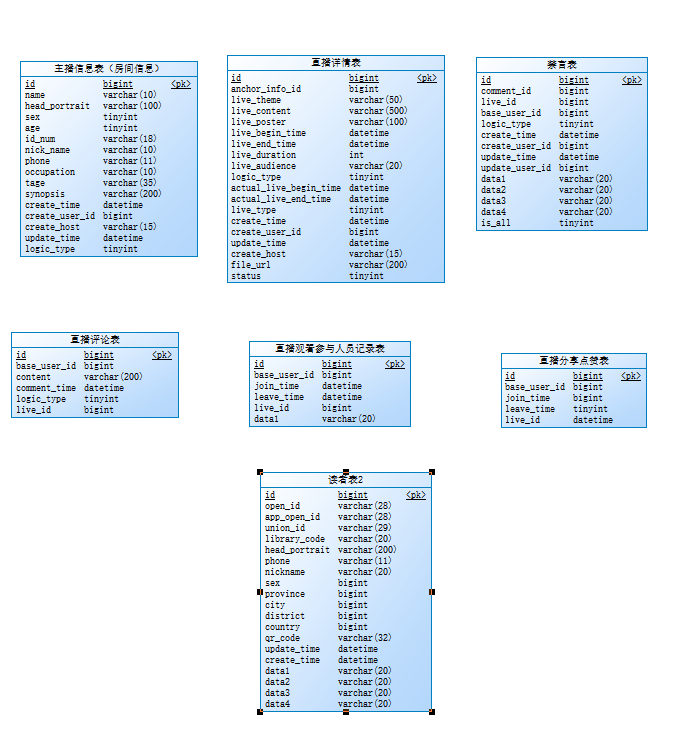 主播信息表（房间信息）
id bigint <pk>
name varchar(10)
head_portrait varchar(100)
sex tinyint
age tinyint
id_num varchar(18)
nick_name varchar(10)
phone varchar(11)
occupation varchar(10)
tage varchar(35)
synopsis varchar(200)
create_time datetime
create_user_id bigint
create_host varchar(15)
update_time datetime
logic_type tinyint
直播详情表
id bigint <pk>
anchor_info_id bigint
live_theme varchar(50)
live_content varchar(500)
live_poster varchar(100)
live_begin_time datetime
live_end_time datetime
live_duration int
live_audience varchar(20)
logic_type tinyint
actual_live_begin_time datetime
actual_live_end_time datetime
live_type tinyint
create_time datetime
create_user_id bigint
update_time datetime
create_host varchar(15)
file_url varchar(200)
status tinyint
禁言表
id bigint <pk>
comment_id bigint
live_id bigint
base_user_id bigint
logic_type tinyint
create_time datetime
create_user_id bigint
update_time datetime
update_user_id bigint
data1 varchar(20)
data2 varchar(20)
data3 varchar(20)
data4 varchar(20)
is_all tinyint
直播评论表
id bigint <pk>
base_user_id bigint
content varchar(200)
comment_time datetime
logic_type tinyint
live_id bigint
直播观看参与人员记录表
id bigint <pk>
base_user_id bigint
join_time datetime
leave_time datetime
live_id bigint
data1 varchar(20)
直播分享点赞表
id bigint <pk>
base_user_id bigint
join_time bigint
leave_time tinyint
live_id datetime
读者表2
id bigint <pk>
open_id varchar(28)
app_open_id varchar(28)
union_id varchar(29)
library_code varchar(20)
head_portrait varchar(200)
phone varchar(11)
nickname varchar(20)
sex bigint
province bigint
city bigint
district bigint
country bigint
qr_code varchar(32)
update_time datetime
create_time datetime
data1 varchar(20)
data2 varchar(20)
data3 varchar(20)
data4 varchar(20)